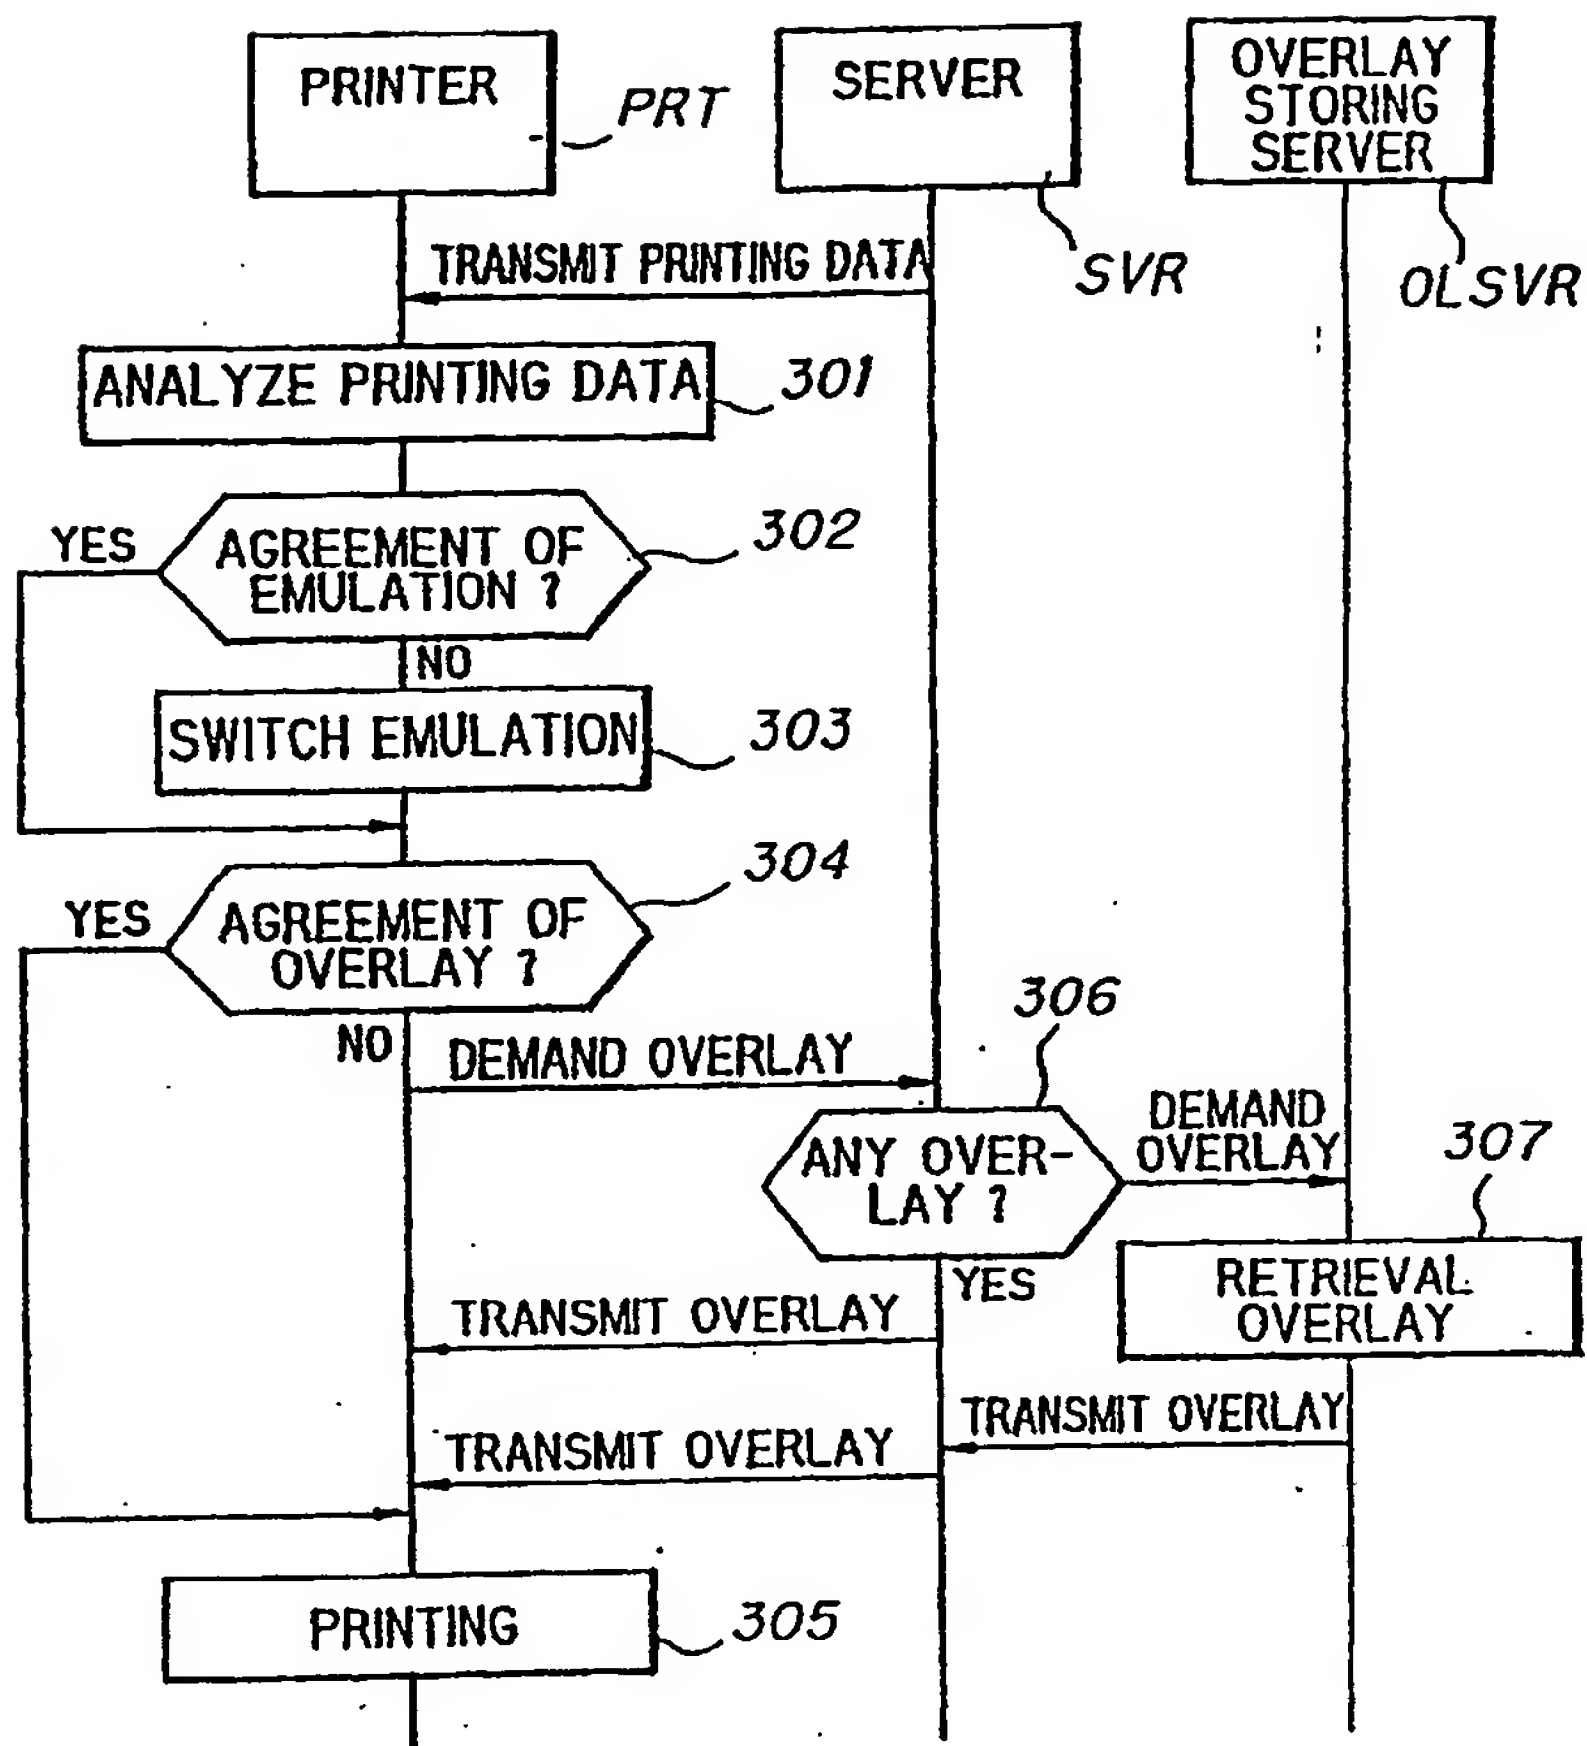 PRINTER
PRT
SERVER
SVR
OVERLAY
STORING
SERVER
OLSVR
TRANSMIT PRINTING DATA
ANALYZE PRINTING DATA
301
AGREEMENT OF
EMULATION ?
302
YES
NO
SWITCH EMULATION
303
AGREEMENT OF
OVERLAY ?
304
YES
NO
DEMAND OVERLAY
306
ANY OVER-
LAY ?
DEMAND
OVERLAY
307
YES
RETRIEVAL
OVERLAY
TRANSMIT OVERLAY
TRANSMIT OVERLAY
TRANSMIT OVERLAY
PRINTING
305